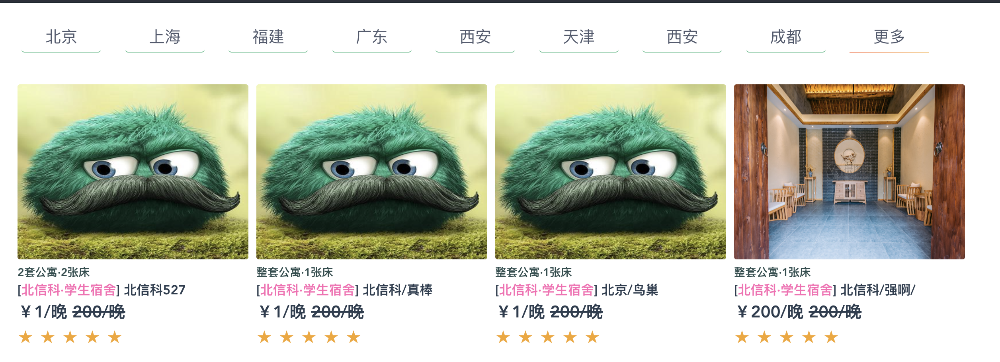 北京 上海 福建 广东 西安 天津 西安 成都 更多
2套公寓·2张床
[北信科·学生宿舍] 北信科527
¥1/晚 200/晚
整套公寓·1张床
[北信科·学生宿舍] 北信科/真棒
¥1/晚 200/晚
整套公寓·1张床
[北信科·学生宿舍] 北京/鸟巢
¥1/晚 200/晚
整套公寓·1张床
[北信科·学生宿舍] 北信科/强啊/
¥200/晚 200/晚